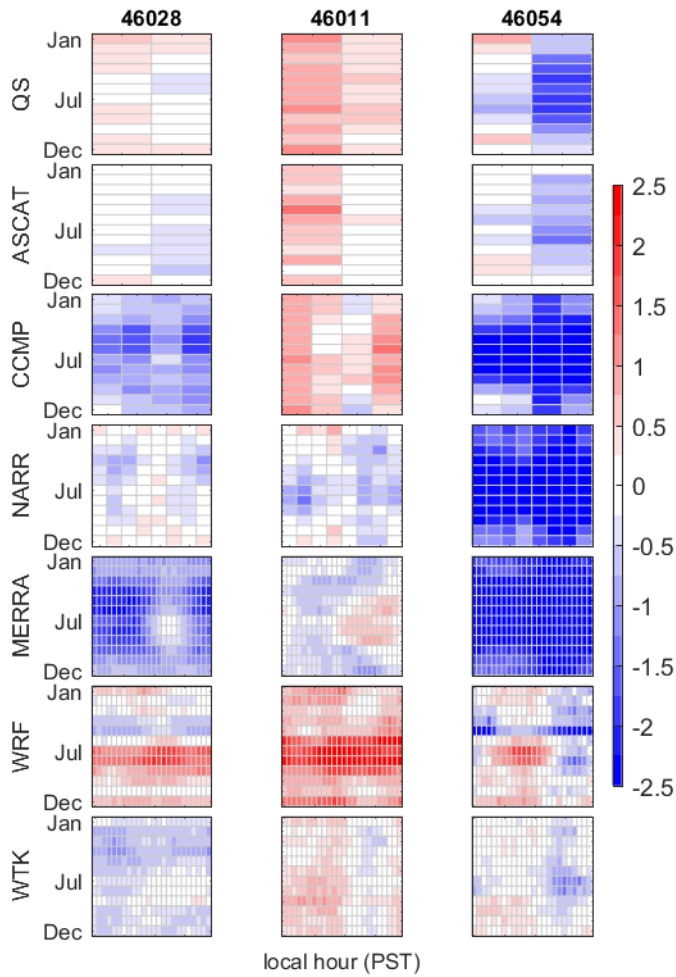 46028 46011 46054
QS
Jan
Jul
Dec
ASCAT
Jan
Jul
Dec
CCMP
Jan
Jul
Dec
NARR
Jan
Jul
Dec
MERRA
Jan
Jul
Dec
WRF
Jan
Jul
Dec
WTK
Jan
Jul
Dec
local hour (PST)
2.5
2
1.5
1
0.5
0
-0.5
-1
-1.5
-2
-2.5